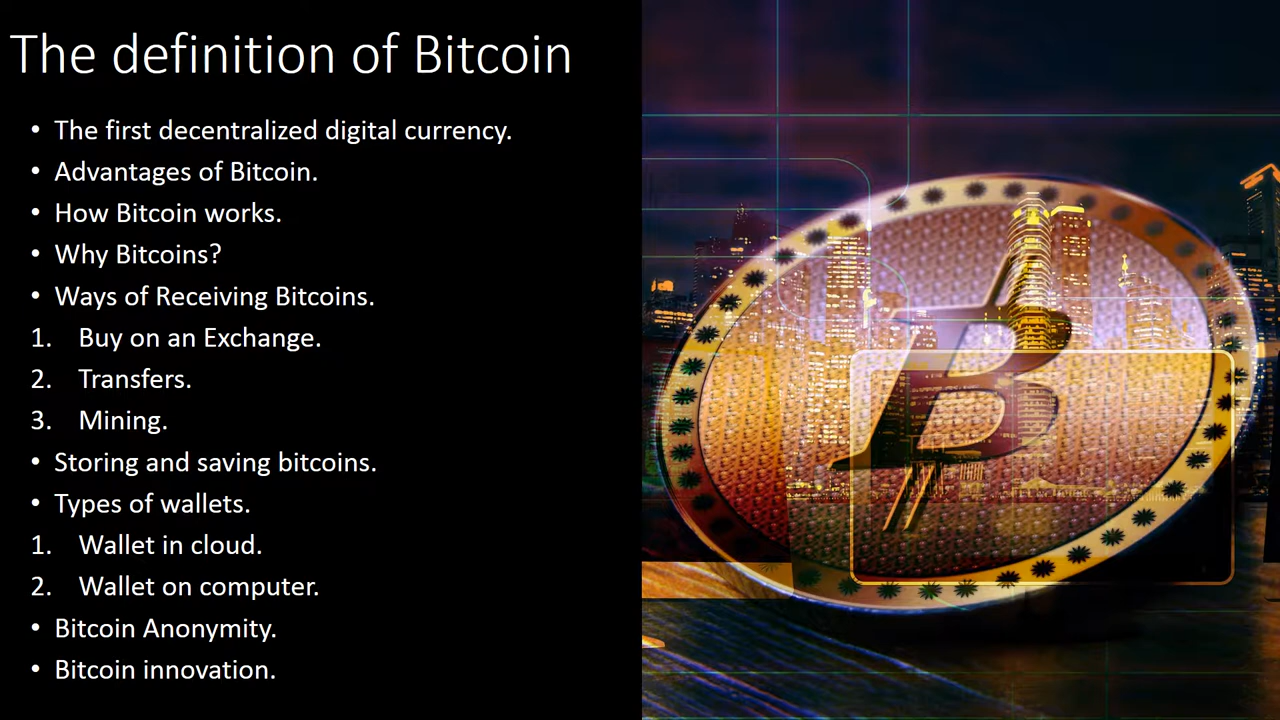 The definition of Bitcoin
• The first decentralized digital currency.
• Advantages of Bitcoin.
• How Bitcoin works.
• Why Bitcoins?
• Ways of Receiving Bitcoins.
1. Buy on an Exchange.
2. Transfers.
3. Mining.
• Storing and saving bitcoins.
• Types of wallets.
1. Wallet in cloud.
2. Wallet on computer.
• Bitcoin Anonymity.
• Bitcoin innovation.